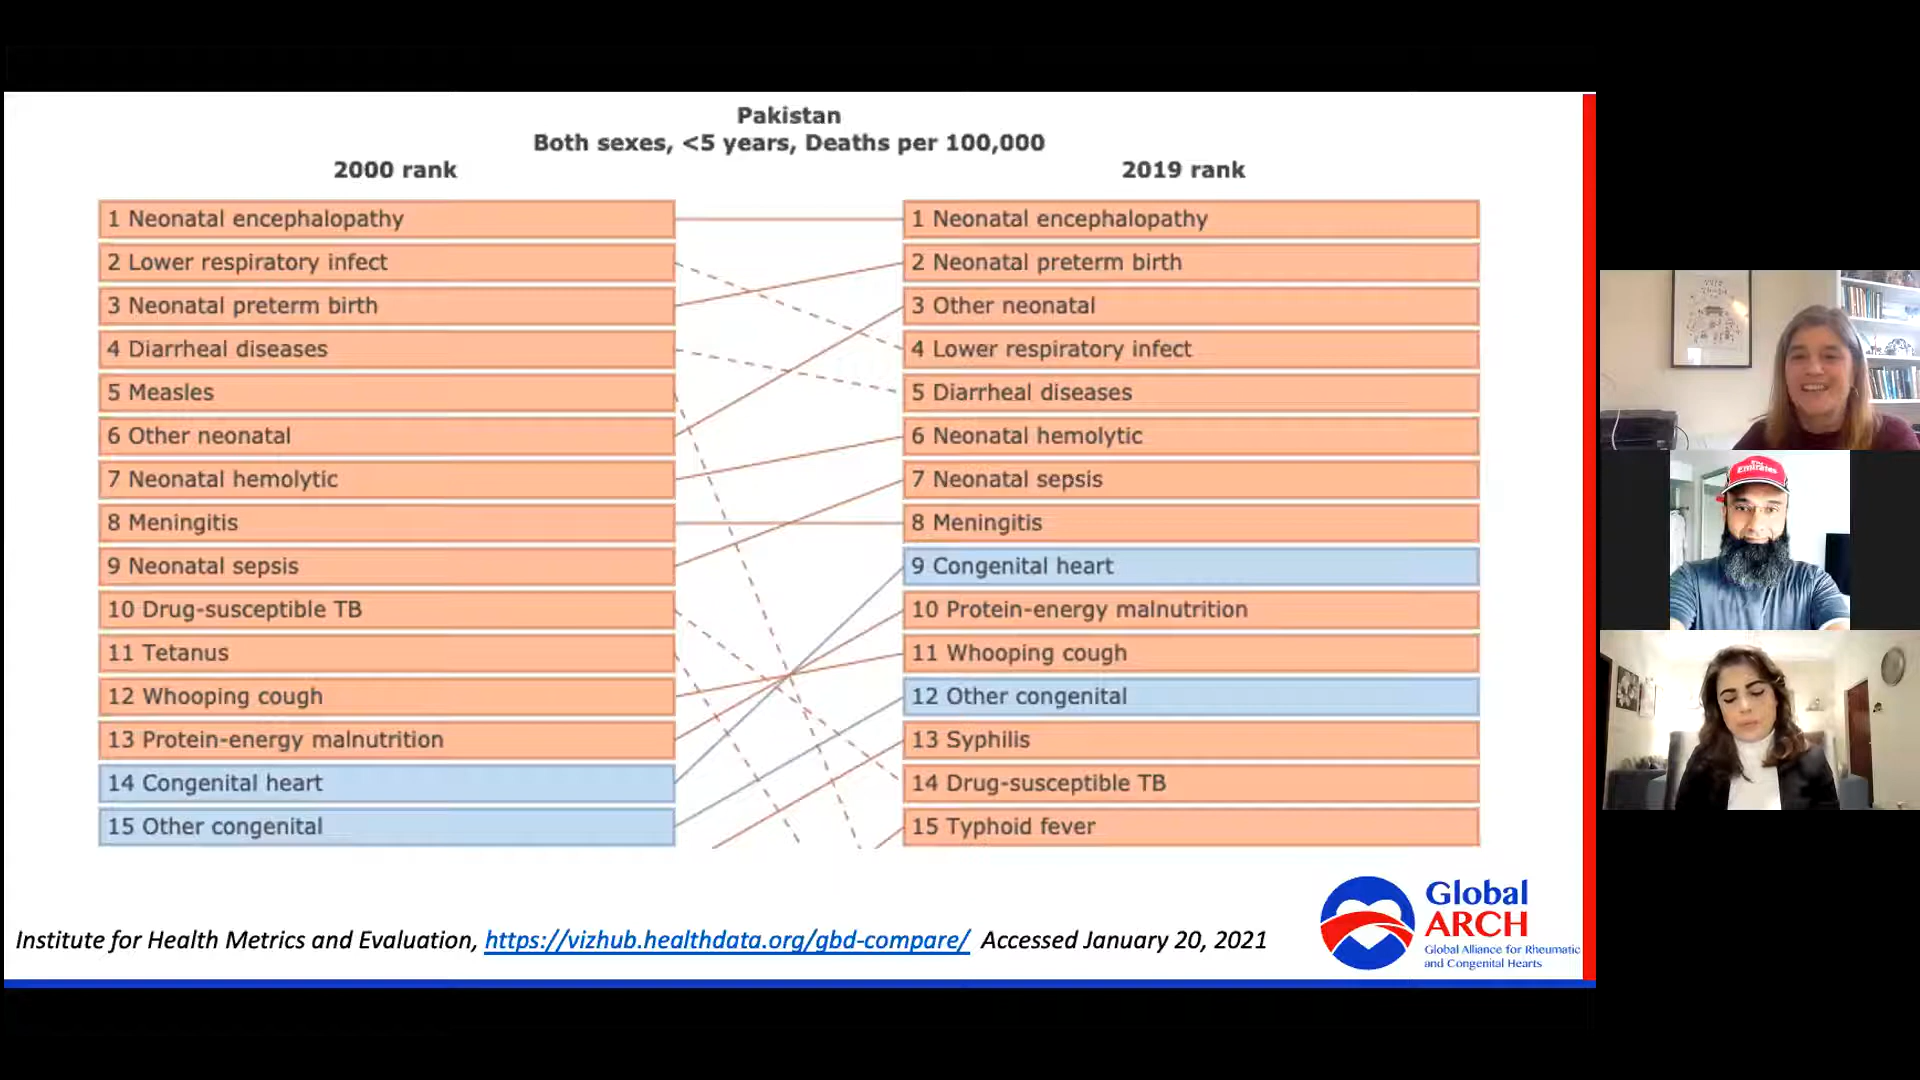 Pakistan
Both sexes, <5 years, Deaths per 100,000
2000 rank
2019 rank
1 Neonatal encephalopathy
2 Lower respiratory infect
3 Neonatal preterm birth
4 Diarrheal diseases
5 Measles
6 Other neonatal
7 Neonatal hemolytic
8 Meningitis
9 Neonatal sepsis
10 Drug-susceptible TB
11 Tetanus
12 Whooping cough
13 Protein-energy malnutrition
14 Congenital heart
15 Other congenital
1 Neonatal encephalopathy
2 Neonatal preterm birth
3 Other neonatal
4 Lower respiratory infect
5 Diarrheal diseases
6 Neonatal hemolytic
7 Neonatal sepsis
8 Meningitis
9 Congenital heart
10 Protein-energy malnutrition
11 Whooping cough
12 Other congenital
13 Syphilis
14 Drug-susceptible TB
15 Typhoid fever
Institute for Health Metrics and Evaluation, https://vizhub.healthdata.org/gbd-compare/ Accessed January 20, 2021
Global
ARCH
Global Alliance for Rheumatic
and Congenital Hearts
Emirates